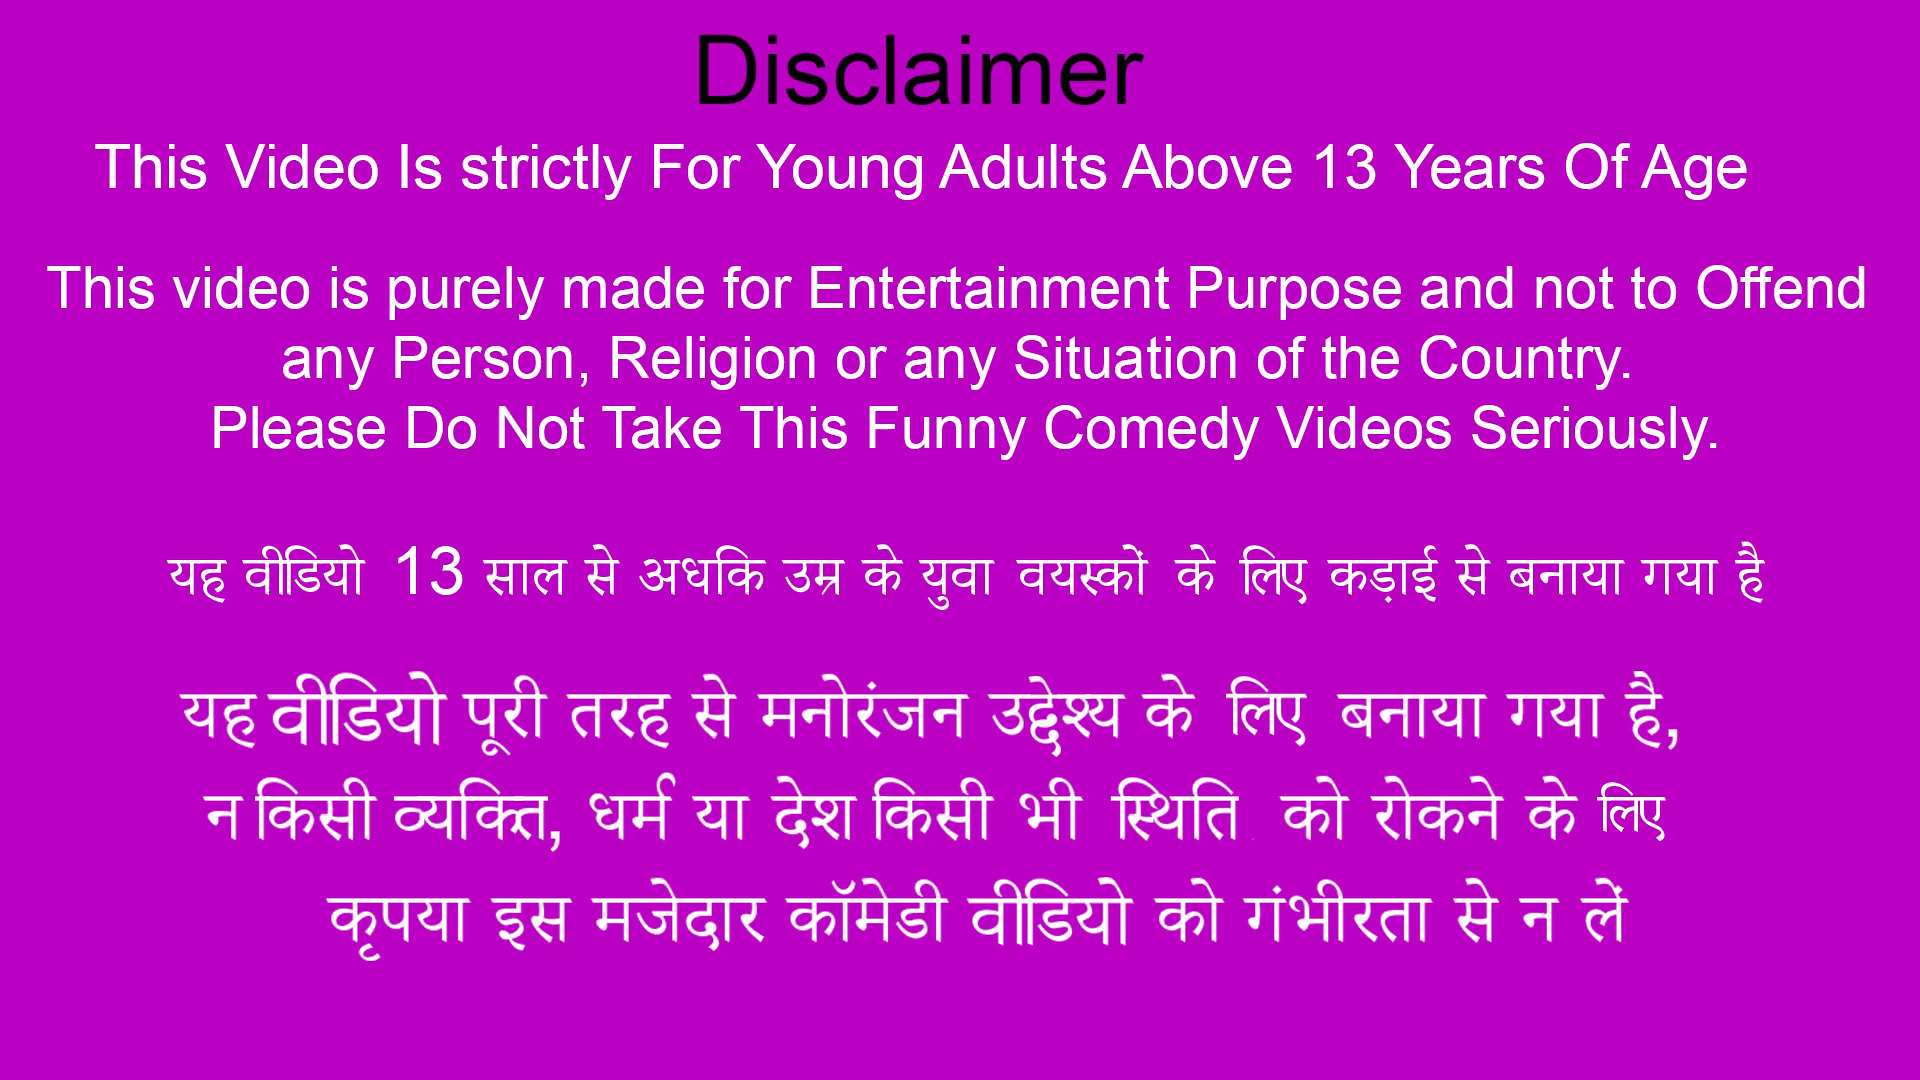 Disclaimer
This Video Is strictly For Young Adults Above 13 Years Of Age
This video is purely made for Entertainment Purpose and not to Offend
any Person, Religion or any Situation of the Country.
Please Do Not Take This Funny Comedy Videos Seriously.
यह वीडियो 13 साल से अधकि उम्र के युवा वयस्कों के लिए कड़ाई से बनाया गया है
यह वीडियो पूरी तरह से मनोरंजन उद्देश्य के लिए बनाया गया है,
न किसी व्यक्ति, धर्म या देश किसी भी स्थिति को रोकने के लिए
कृपया इस मजेदार कॉमेडी वीडियो को गंभीरता से न लें